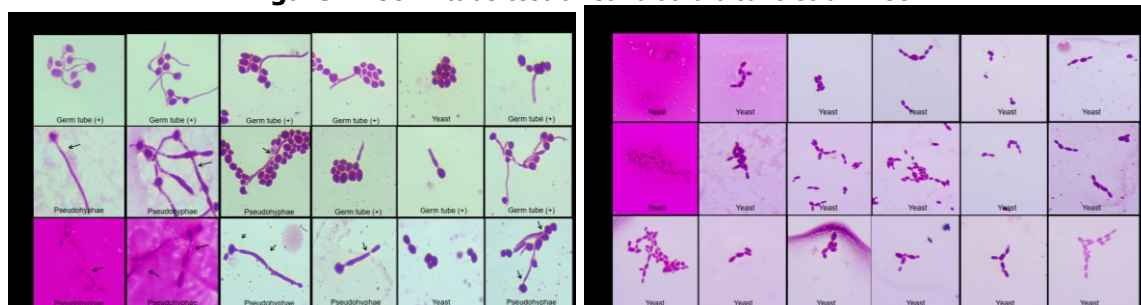 Germ tube (+) Germ tube (+) Germ tube (+) Germ tube (+) Yeast Germ tube (+)
Pseudohyphae Pseudohyphae Pseudohyphae Germ tube (+) Germ tube (+) Germ tube (+)
Pseudohyphae Pseudohyphae Pseudohyphae Pseudohyphae Yeast Pseudohyphae
Yeast Yeast Yeast Yeast Yeast Yeast
Yeast Yeast Yeast Yeast Yeast Yeast
Yeast Yeast Yeast Yeast Yeast Yeast